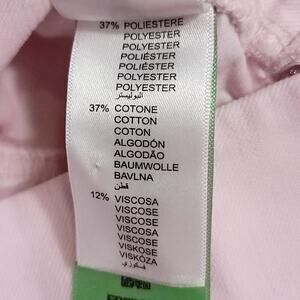 37% POLIESTERE
POLYESTER
POLYESTER
POLIÉSTER
POLIÉSTER
POLYESTER
POLYESTER
البوليستر
37% COTONE
COTTON
COTON
ALGODÓN
ALGODÃO
BAUMWOLLE
BAVLNA
قطن
12% VISCOSA
VISCOSE
VISCOSE
VISCOSA
VISCOSE
VISKOSE
VISKÓZA
فيسكوزي